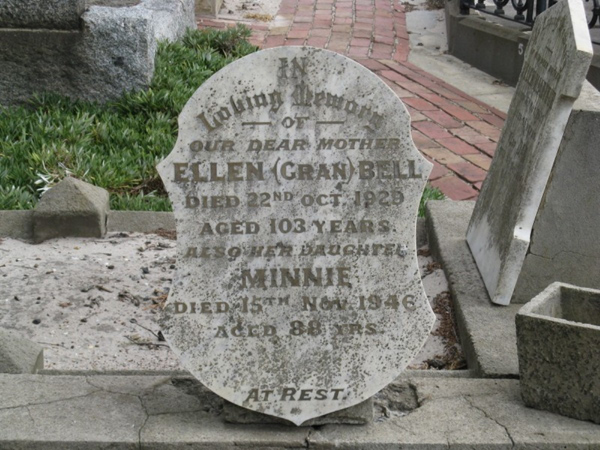 IN
Loving Memory
OF
OUR DEAR MOTHER
ELLEN (GRAN) BELL
DIED 22ND OCT. 1929
AGED 103 YEARS.
ALSO HER DAUGHTER
MINNIE
DIED 15TH NOV. 1946
AGED 88 YRS.
AT REST.